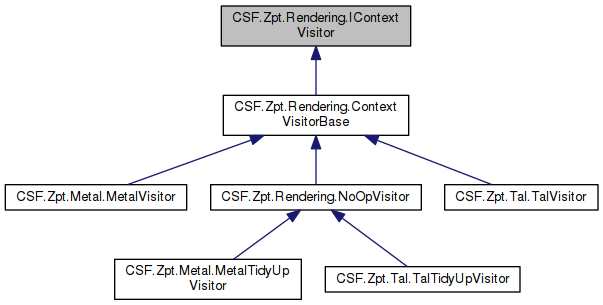 CSF.Zpt.Rendering.IContext
Visitor
CSF.Zpt.Rendering.Context
VisitorBase
CSF.Zpt.Metal.MetalVisitor
CSF.Zpt.Rendering.NoOpVisitor
CSF.Zpt.Tal.TalVisitor
CSF.Zpt.Metal.MetalTidyUp
Visitor
CSF.Zpt.Tal.TalTidyUpVisitor